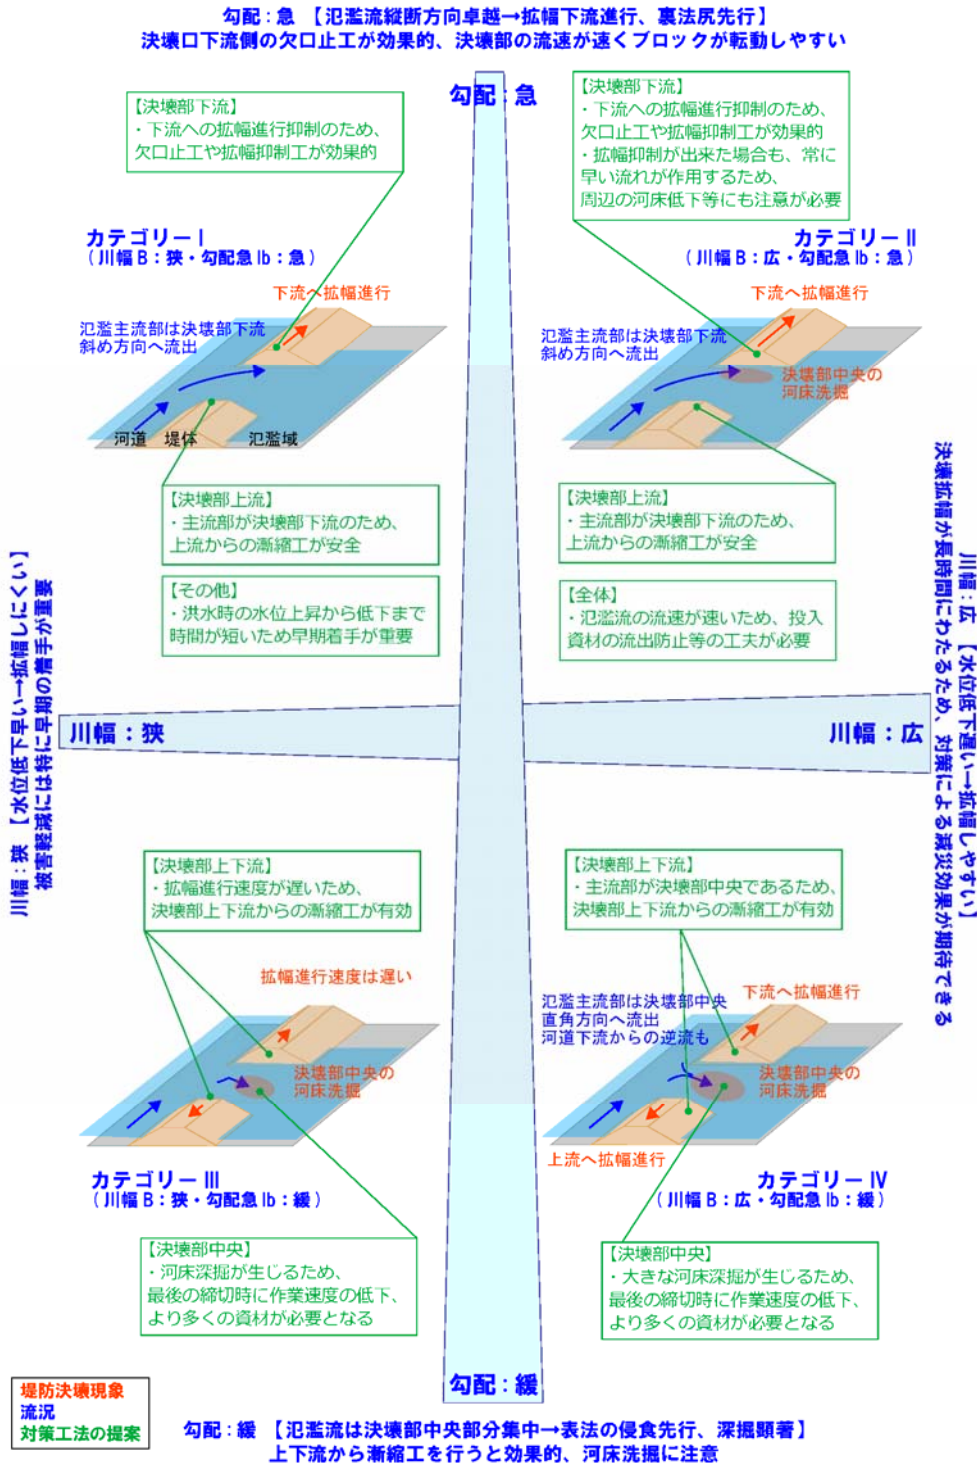 勾配：急　【氾濫流縦断方向卓越→拡幅下流進行、裏法尻先行】
決壊口下流側の欠口止工が効果的、決壊部の流速が速くブロックが転動しやすい
勾配：急
【決壊部下流】
・下流への拡幅進行抑制のため、
欠口止工や拡幅抑制工が効果的
【決壊部下流】
・下流への拡幅進行抑制のため、
欠口止工や拡幅抑制工が効果的
・拡幅抑制が出来た場合も、常に
早い流れが作用するため、
周辺の河床低下等にも注意が必要
カテゴリーⅠ
（川幅Ｂ：狭・勾配急Ib：急）
下流へ拡幅進行
氾濫主流部は決壊部下流
斜め方向へ流出
河道　堤体　氾濫域
カテゴリーⅡ
（川幅Ｂ：広・勾配急Ib：急）
下流へ拡幅進行
氾濫主流部は決壊部下流
斜め方向へ流出
決壊部中央の
河床洗掘
【決壊部上流】
・主流部が決壊部下流のため、
上流からの漸縮工が安全
【その他】
・洪水時の水位上昇から低下まで
時間が短いため早期着手が重要
【決壊部上流】
・主流部が決壊部下流のため、
上流からの漸縮工が安全
【全体】
・氾濫流の流速が速いため、投入
資材の流出防止等の工夫が必要
川幅：狭　【水位低下早い→拡幅しにくい】
被害軽減には特に早期の着手が重要
川幅：狭
川幅：広
川幅：広　【水位低下遅い→拡幅しやすい】
決壊拡幅が長時間にわたるため、対策による減災効果が期待できる
【決壊部上下流】
・拡幅進行速度が遅いため、
決壊部上下流からの漸縮工が有効
【決壊部上下流】
・主流部が決壊部中央であるため、
決壊部上下流からの漸縮工が有効
拡幅進行速度は遅い
決壊部中央の
河床洗掘
カテゴリーⅢ
（川幅Ｂ：狭・勾配急Ib：緩）
氾濫主流部は決壊部中央
直角方向へ流出
河道下流からの逆流も
下流へ拡幅進行
決壊部中央の
河床洗掘
上流へ拡幅進行
カテゴリーⅣ
（川幅Ｂ：広・勾配急Ib：緩）
【決壊部中央】
・河床深掘が生じるため、
最後の締切時に作業速度の低下、
より多くの資材が必要となる
【決壊部中央】
・大きな河床深掘が生じるため、
最後の締切時に作業速度の低下、
より多くの資材が必要となる
勾配：緩
堤防決壊現象
流況
対策工法の提案
勾配：緩　【氾濫流は決壊部中央部分集中→表法の侵食先行、深掘顕著】
上下流から漸縮工を行うと効果的、河床洗掘に注意